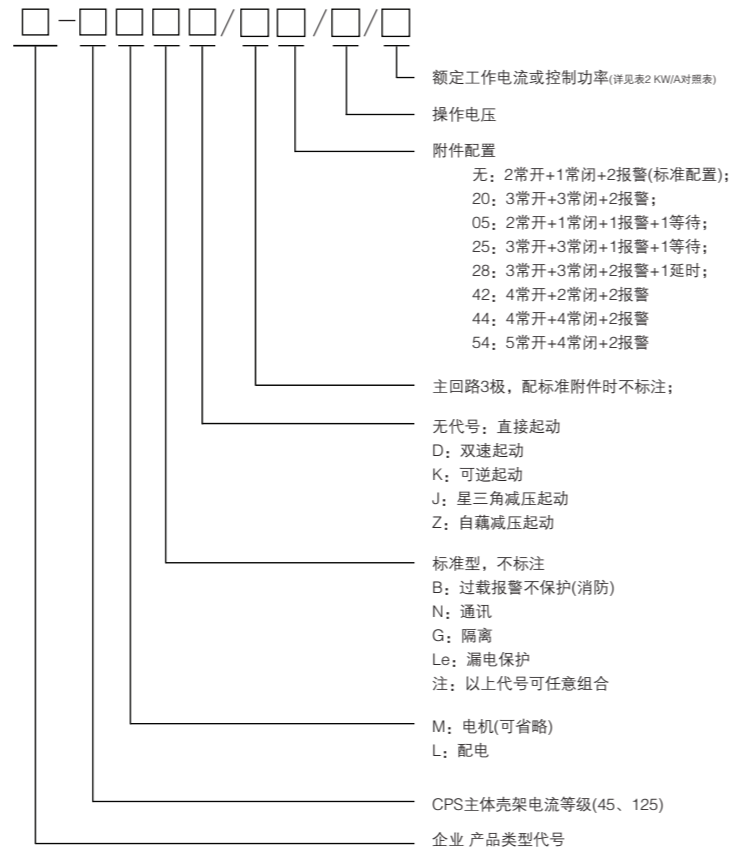 □-□□□□/□□/□/□
额定工作电流或控制功率(详见表2 KW/A对照表)
操作电压
附件配置
无：2常开+1常闭+2报警(标准配置)；
20：3常开+3常闭+2报警；
05：2常开+1常闭+1报警+1等待；
25：3常开+3常闭+1报警+1等待；
28：3常开+3常闭+2报警+1延时；
42：4常开+2常闭+2报警
44：4常开+4常闭+2报警
54：5常开+4常闭+2报警
主回路3极，配标准附件时不标注；
无代号：直接起动
D：双速起动
K：可逆起动
J：星三角减压起动
Z：自藕减压起动
标准型，不标注
B：过载报警不保护(消防)
N：通讯
G：隔离
Le：漏电保护
注：以上代号可任意组合
M：电机(可省略)
L：配电
CPS主体壳架电流等级(45、125)
企业 产品类型代号